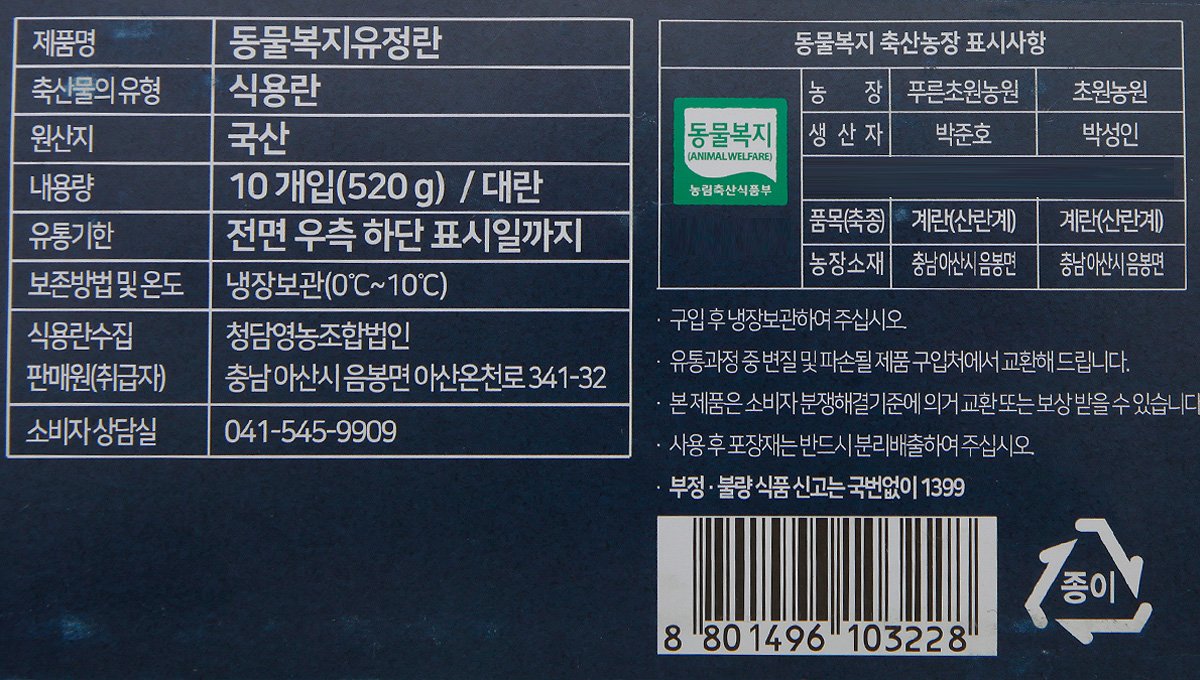 제품명 동물복지유정란
축산물의 유형 식용란
원산지 국산
내용량 10 개입(520 g) / 대란
유통기한 전면 우측 하단 표시일까지
보존방법 및 온도 냉장보관(0℃~10℃)
식용란수집 청담영농조합법인
판매원(취급자) 충남 아산시 음봉면 아산온천로 341-32
소비자 상담실 041-545-9909
동물복지 축산농장 표시사항
농 장 푸른초원농원 초원농원
생 산 자 박준호 박성인
동물복지
(ANIMAL WELFARE)
농림축산식품부
품목(축종) 계란(산란계) 계란(산란계)
농장소재 충남 아산시 음봉면 충남 아산시 음봉면
· 구입 후 냉장보관하여 주십시오.
· 유통과정 중 변질 및 파손될 제품 구입처에서 교환해 드립니다.
· 본 제품은 소비자 분쟁해결기준에 의거 교환 또는 보상 받을 수 있습니다
· 사용 후 포장재는 반드시 분리배출하여 주십시오.
· 부정 · 불량 식품 신고는 국번없이 1399
8 801496 103228
종이